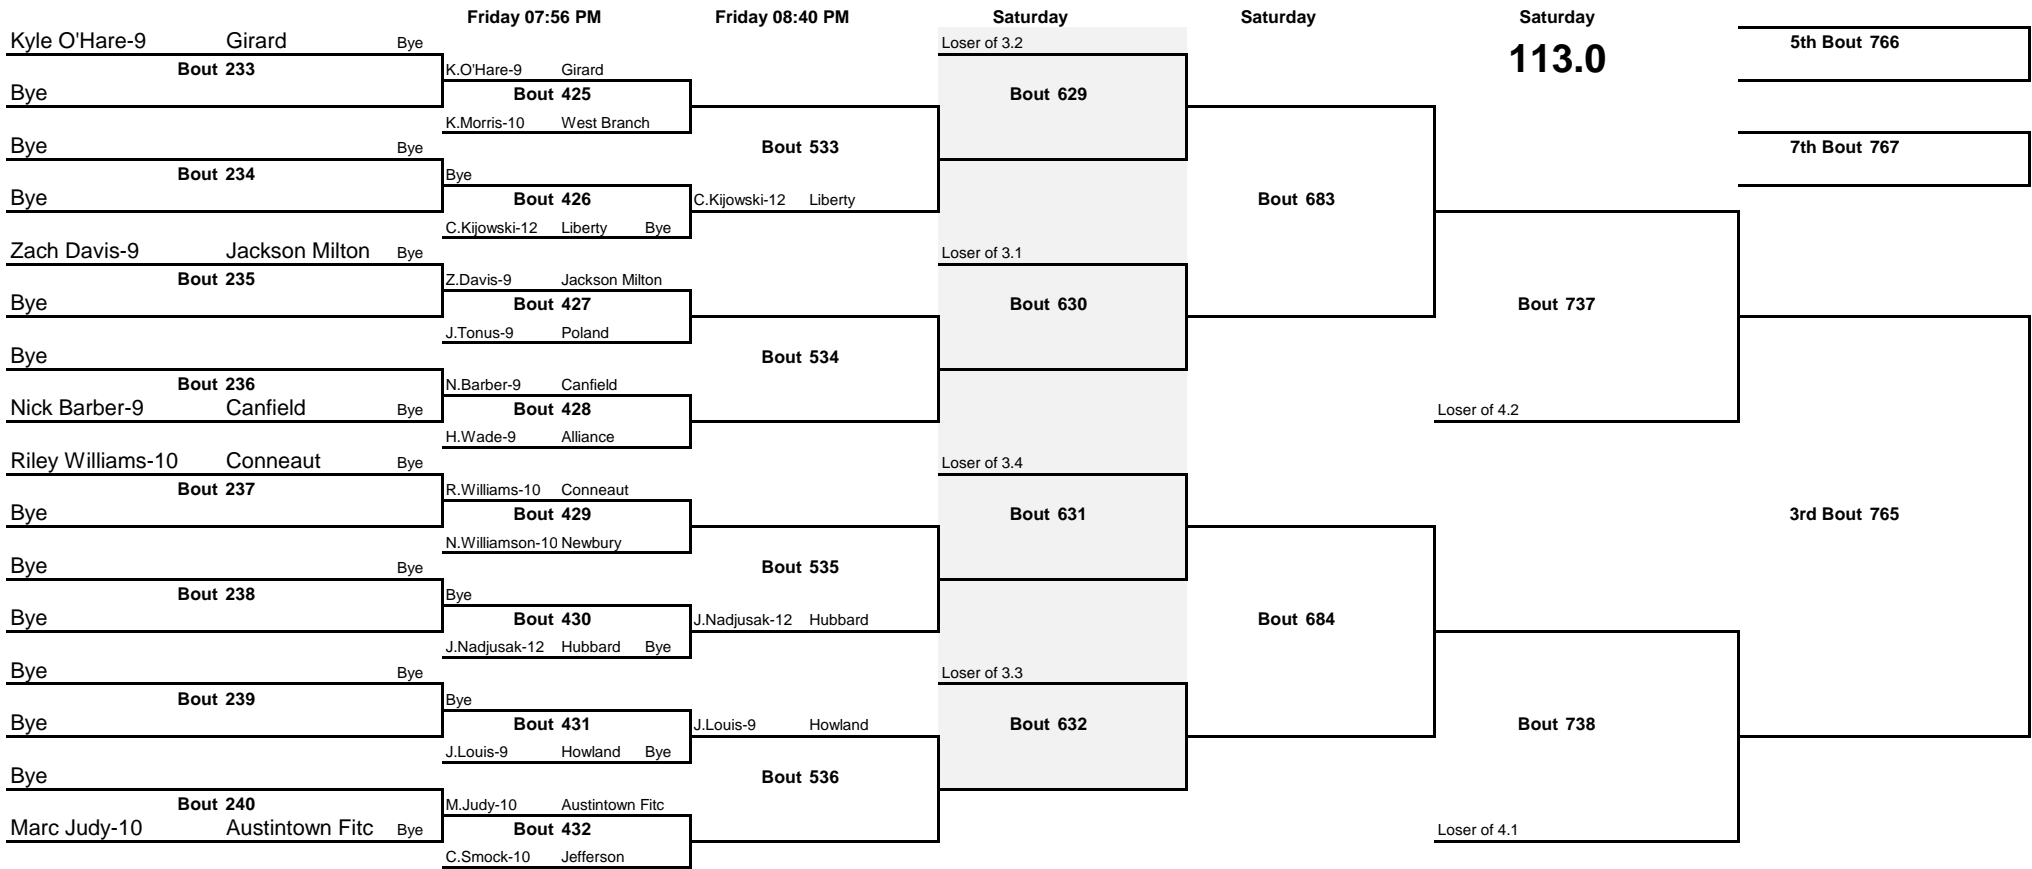 Friday 07:56 PM Friday 08:40 PM Saturday Saturday Saturday
Kyle O'Hare-9 Girard Bye Loser of 3.2 5th Bout 766
113.0
Bout 233 K.O'Hare-9 Girard
Bye Bout 425 Bout 629
K.Morris-10 West Branch
Bye Bye Bout 533 7th Bout 767
Bout 234 Bye
Bye Bout 426 C.Kijowski-12 Liberty Bout 683
C.Kijowski-12 Liberty Bye
Zach Davis-9 Jackson Milton Bye Loser of 3.1
Bout 235 Z.Davis-9 Jackson Milton
Bye Bout 427 Bout 630 Bout 737
J.Tonus-9 Poland
Bye Bout 534
Bout 236 N.Barber-9 Canfield
Nick Barber-9 Canfield Bye Bout 428 Loser of 4.2
H.Wade-9 Alliance
Riley Williams-10 Conneaut Bye Loser of 3.4
Bout 237 R.Williams-10 Conneaut
Bye Bout 429 Bout 631 3rd Bout 765
N.Williamson-10 Newbury
Bye Bye Bout 535
Bout 238 Bye
Bye Bout 430 J.Nadjusak-12 Hubbard Bout 684
J.Nadjusak-12 Hubbard Bye
Bye Bye Loser of 3.3
Bout 239 Bye
Bye Bout 431 J.Louis-9 Howland Bout 632 Bout 738
J.Louis-9 Howland Bye
Bye Bout 536
Bout 240 M.Judy-10 Austintown Fitc
Marc Judy-10 Austintown Fitc Bye Bout 432 Loser of 4.1
C.Smock-10 Jefferson